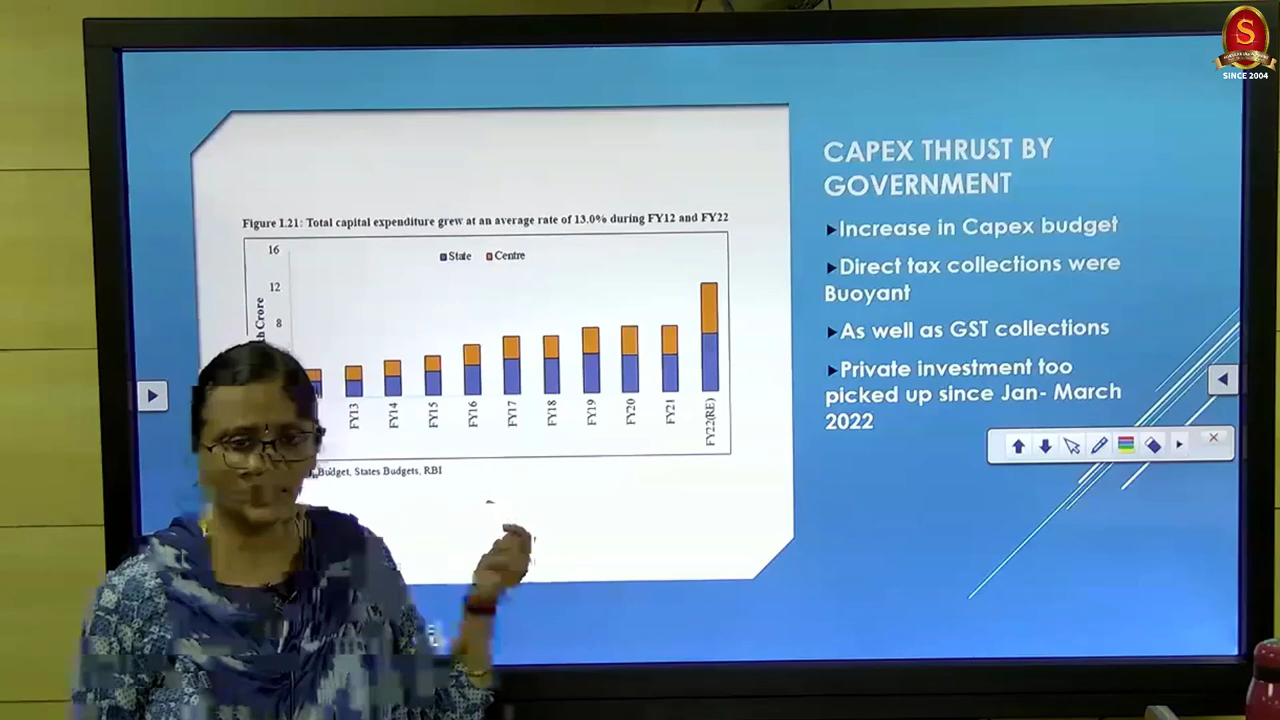 S
SINCE 2004
CAPEX THRUST BY
GOVERNMENT
▸Increase in Capex budget
▸Direct tax collections were
Buoyant
▸As well as GST collections
▸Private investment too
picked up since Jan- March
2022
Figure I.21: Total capital expenditure grew at an average rate of 13.0% during FY12 and FY22
16
State Centre
12
8
Crore
FY13 FY14 FY15 FY16 FY17 FY18 FY19 FY20 FY21 FY22(RE)
Budget, States Budgets, RBI